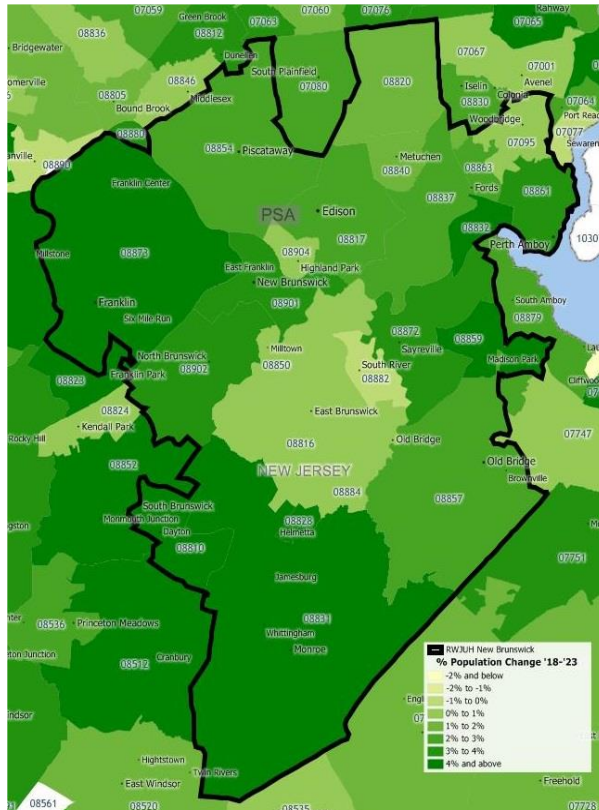 07059
07060
07076
Rahway
08836
Green Brook
08812
07063
07065
Bridgewater
Dunellen
07067
South Plainfield
07001
08820
Avenel
08846
07080
Iselin
Colonia
08805
Middlesex
08830
07064
Bound Brook
Woodbridge
Port Read
07077
08880
07095
Sewaren
08854
Piscataway
Metuchen
08890
08840
08863
Franklin Center
Fords
08861
08837
PSA
Edison
08832
08817
Perth Amboy
Millstone
08873
08904
East Franklin
Highland Park
New Brunswick
Franklin
08901
South Amboy
08879
Six Mile Run
08872
08859
Milltown
Sayreville
North Brunswick
08850
South River
Madison Park
08902
08882
Franklin Park
08823
08824
East Brunswick
07747
Kendall Park
Rocky Hill
08816
Old Bridge
Old Bridge
08852
NEW JERSEY
Brownville
08884
08857
South Brunswick
08828
Monmouth Junction
Helmetta
Dayton
08810
07751
Jamesburg
08831
08536
Princeton Meadows
Whittingham
Monroe
Cranbury
08512
RWJUH New Brunswick
% Population Change '18-'23
-2% and below
-2% to -1%
-1% to 0%
0% to 1%
1% to 2%
2% to 3%
3% to 4%
4% and above
Hightstown
Twin Rivers
East Windsor
Freehold
08561
08520
08535
07728